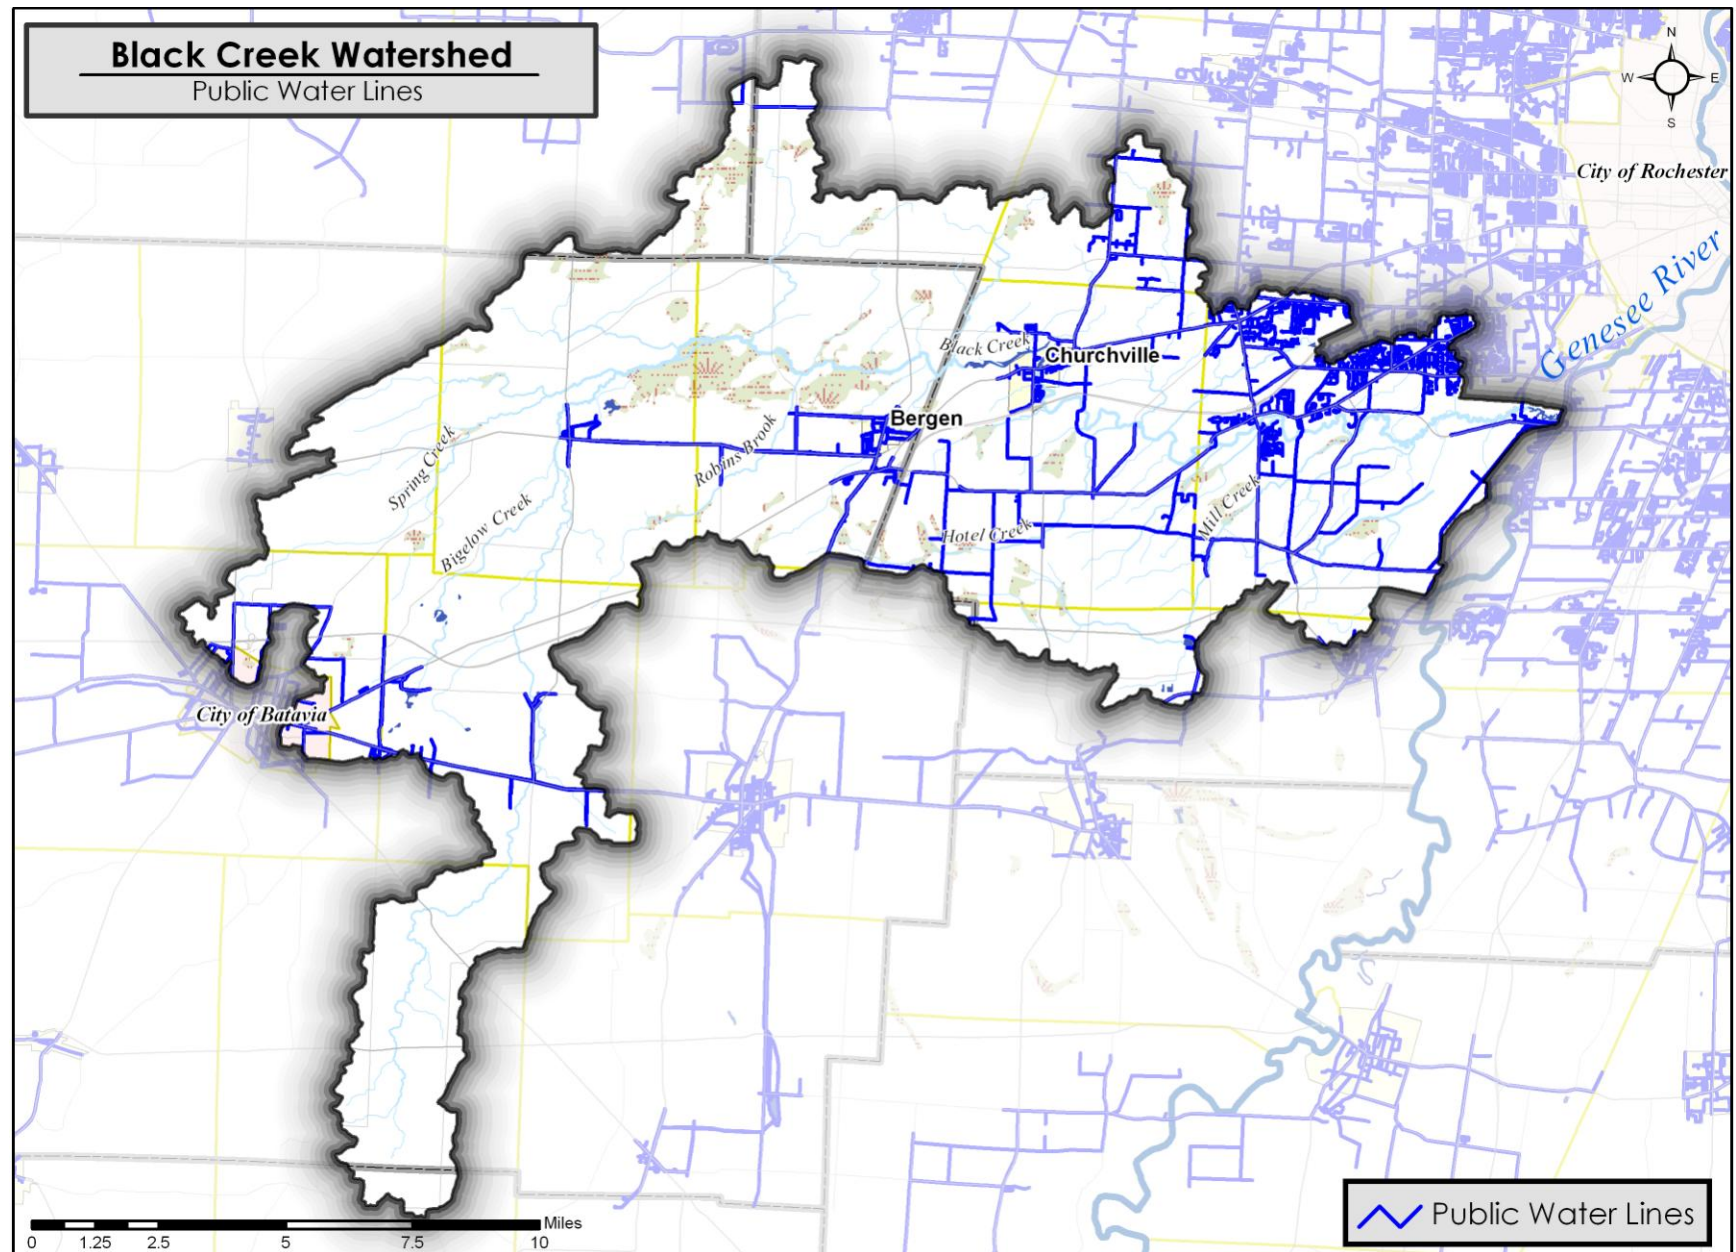 Black Creek Watershed
Public Water Lines
N
W
E
S
City of Rochester
Genesee River
Black Creek
Churchville
Bergen
Robins Brook
Spring Creek
Bigelow Creek
Hotel Creek
Mill Creek
City of Batavia
Miles
0 1.25 2.5 5 7.5 10
Public Water Lines